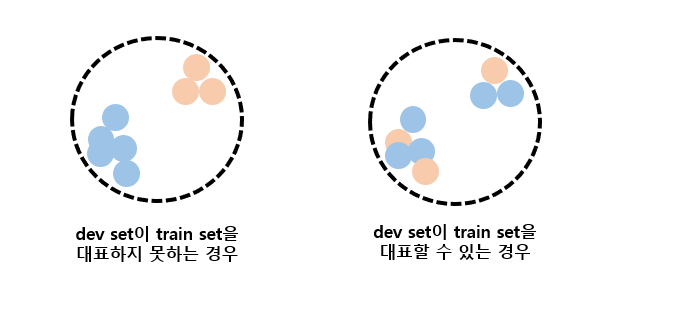 dev set이 train set을
대표하지 못하는 경우
dev set이 train set을
대표할 수 있는 경우